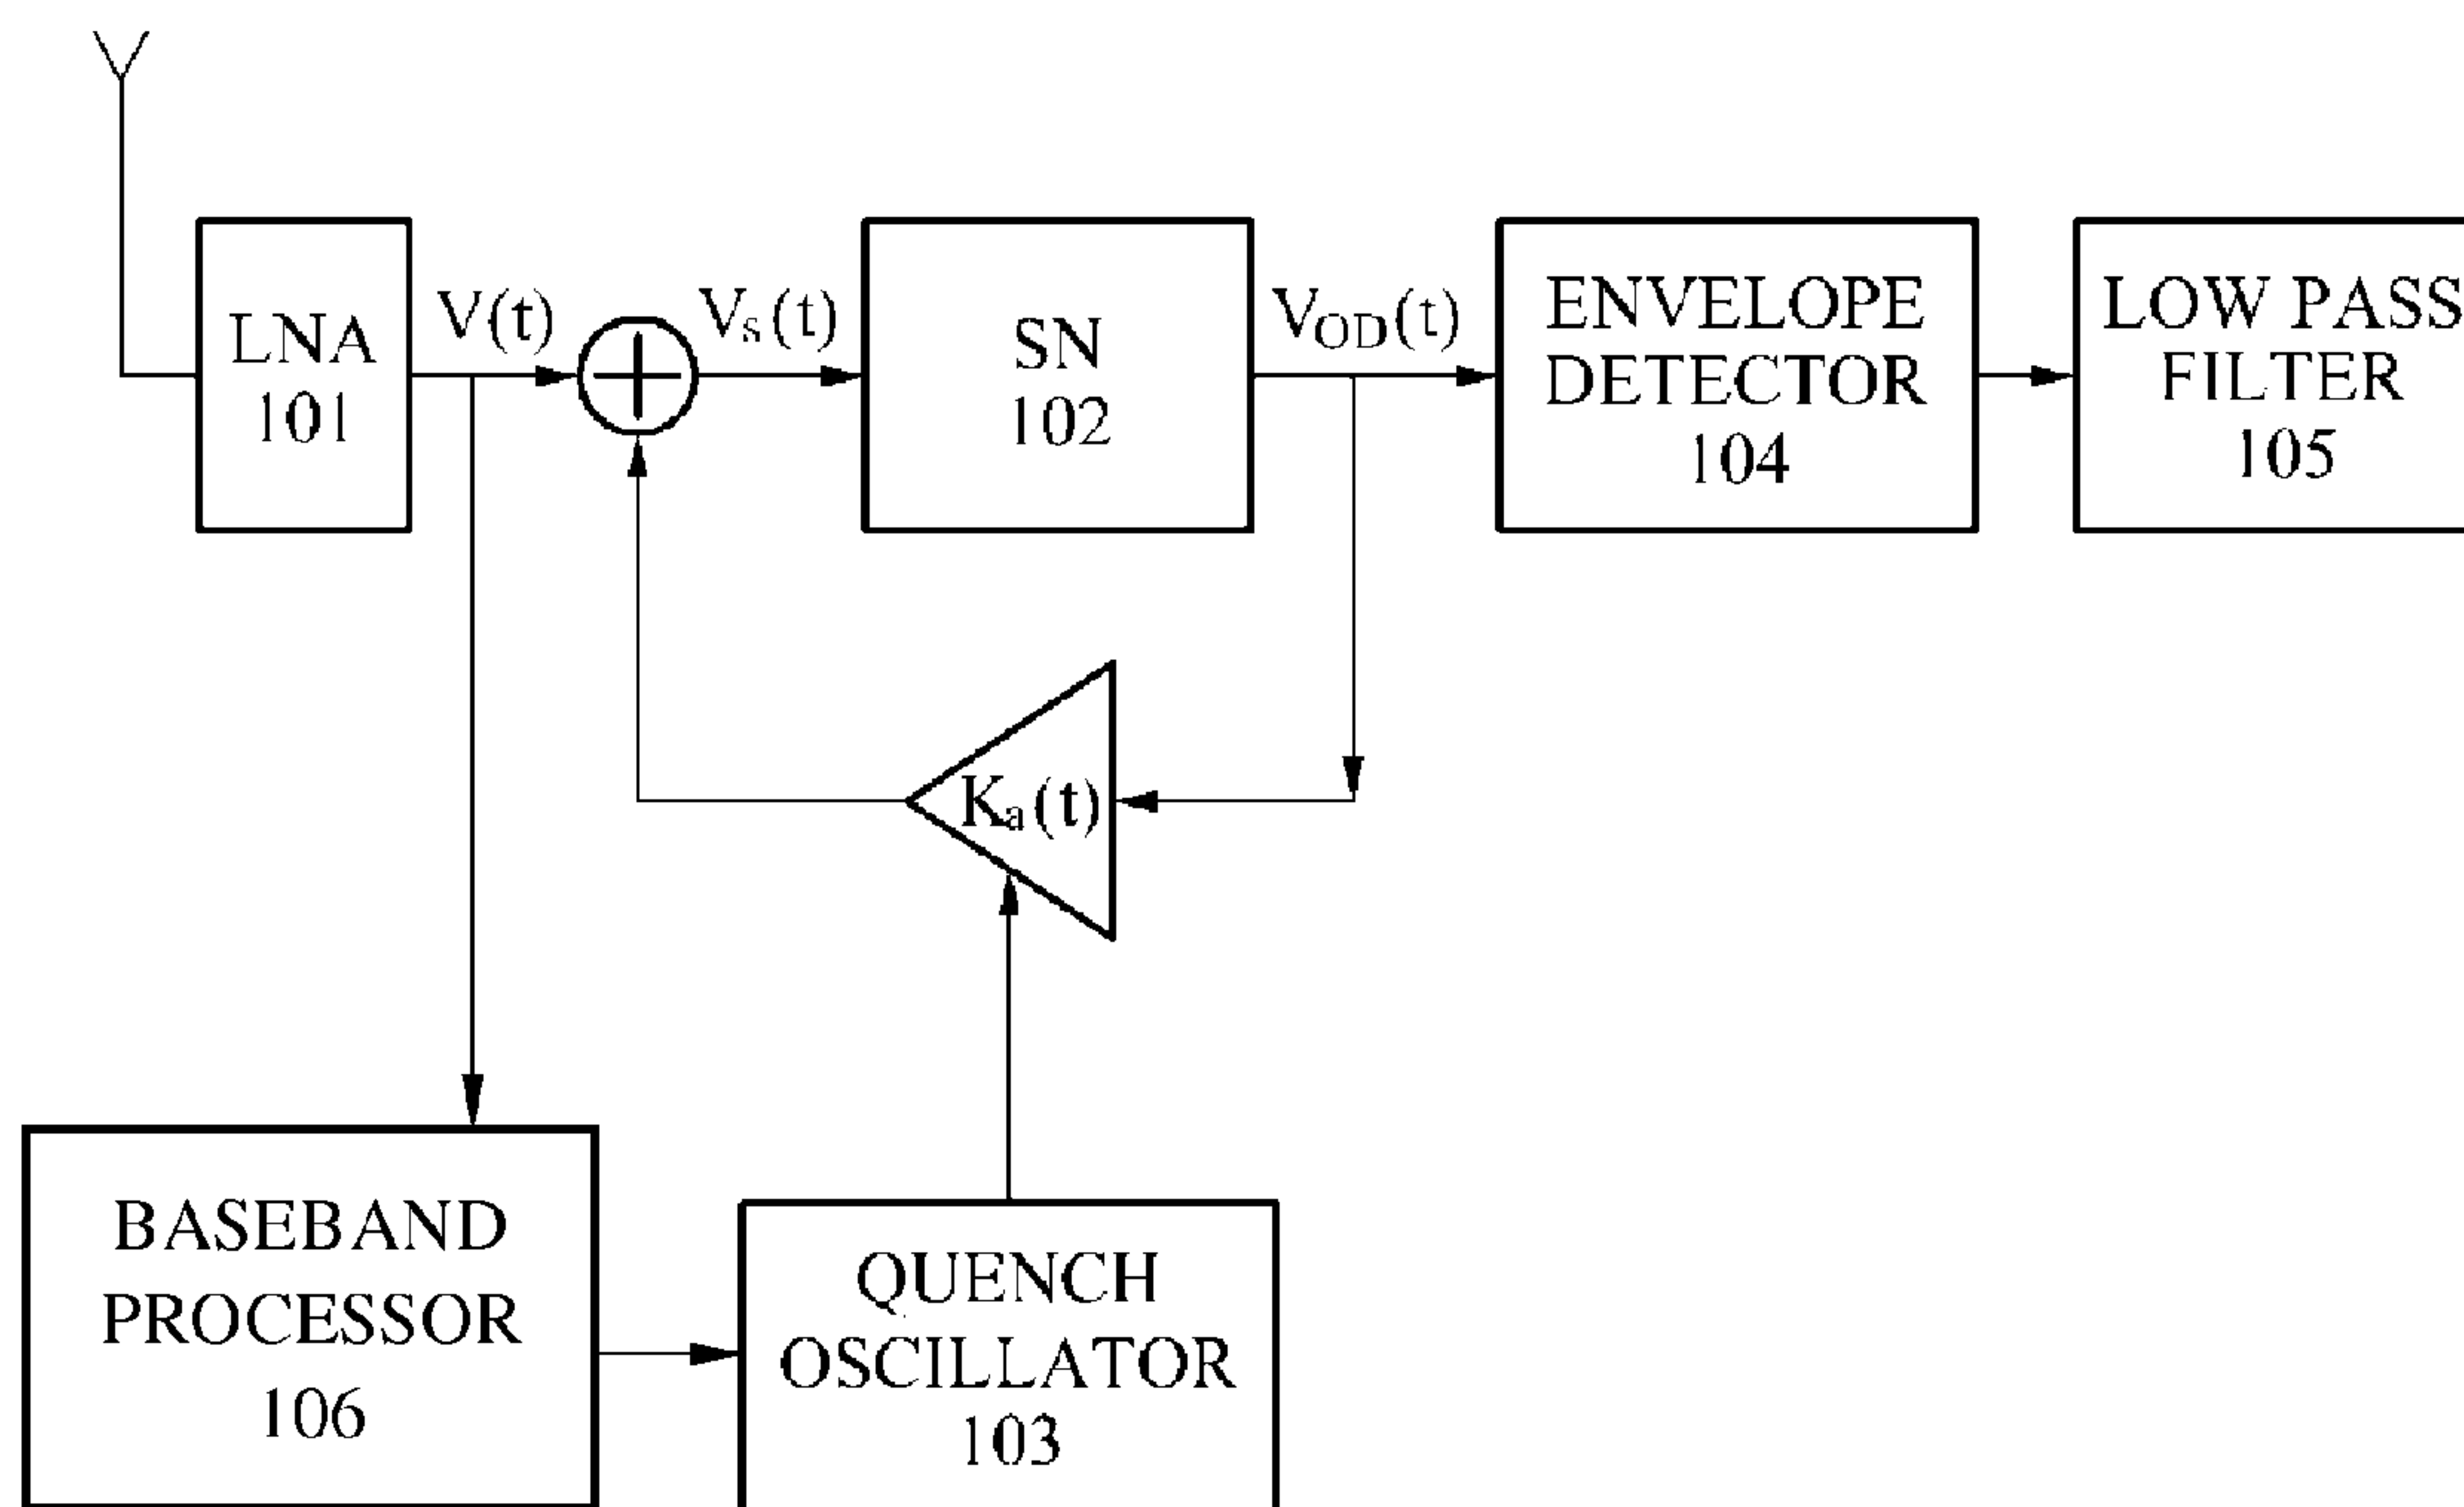 LNA
101
V(t)
Vs(t)
SN
102
VOD(t)
ENVELOPE
DETECTOR
104
LOW PASS
FILTER
105
Ka(t)
BASEBAND
PROCESSOR
106
QUENCH
OSCILLATOR
103